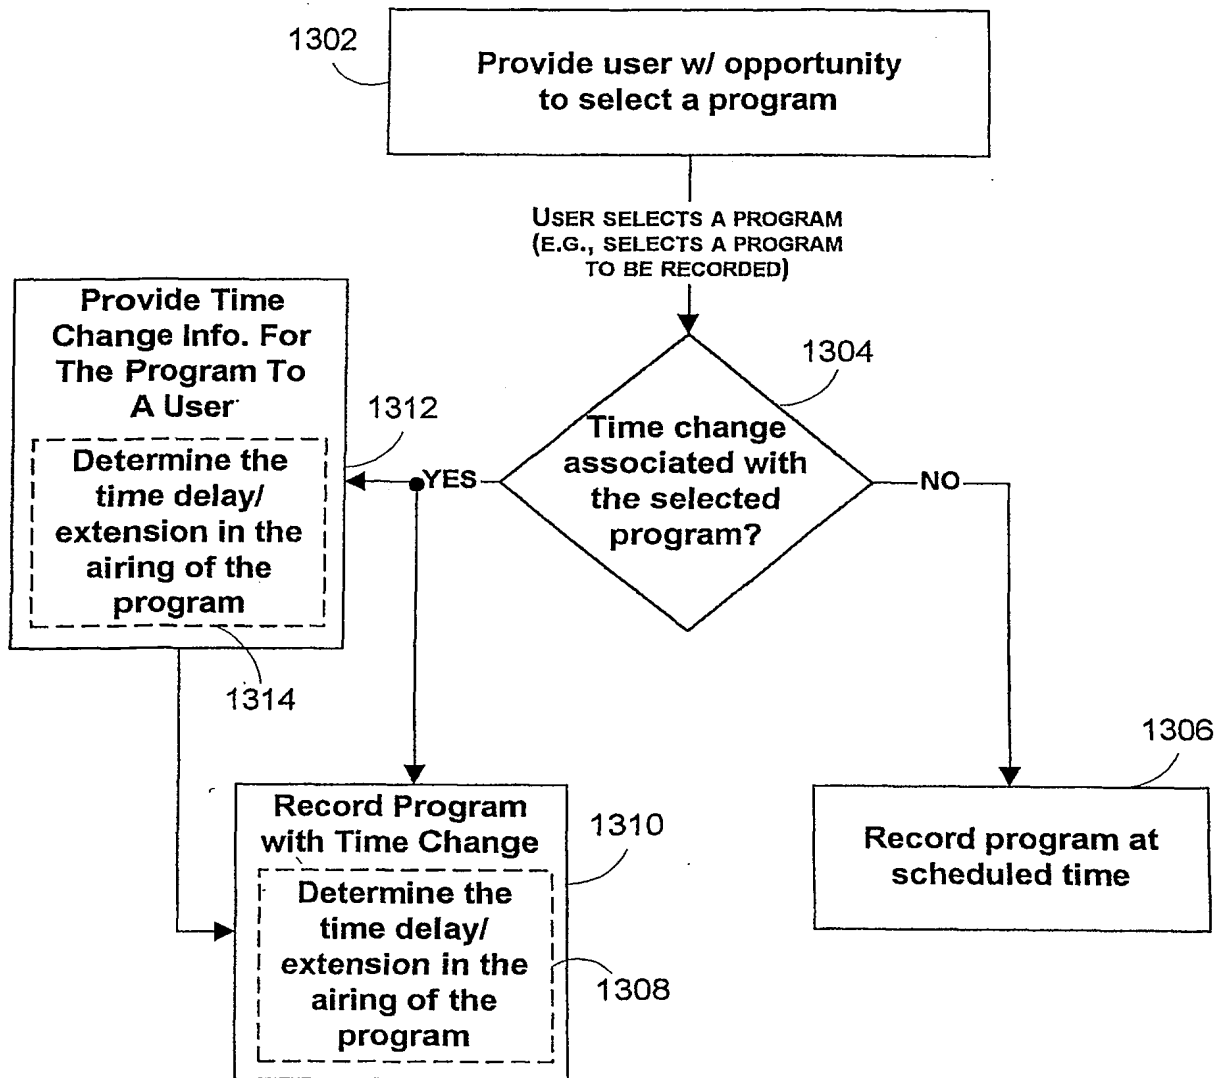 1302
Provide user w/ opportunity
to select a program
USER SELECTS A PROGRAM
(E.G., SELECTS A PROGRAM
TO BE RECORDED)
Provide Time
Change Info. For
The Program To
A User
1312
Determine the
time delay/
extension in the
airing of the
program
1314
1304
Time change
associated with
the selected
program?
YES
NO
1306
Record program at
scheduled time
Record Program
with Time Change
1310
Determine the
time delay/
extension in the
airing of the
program
1308